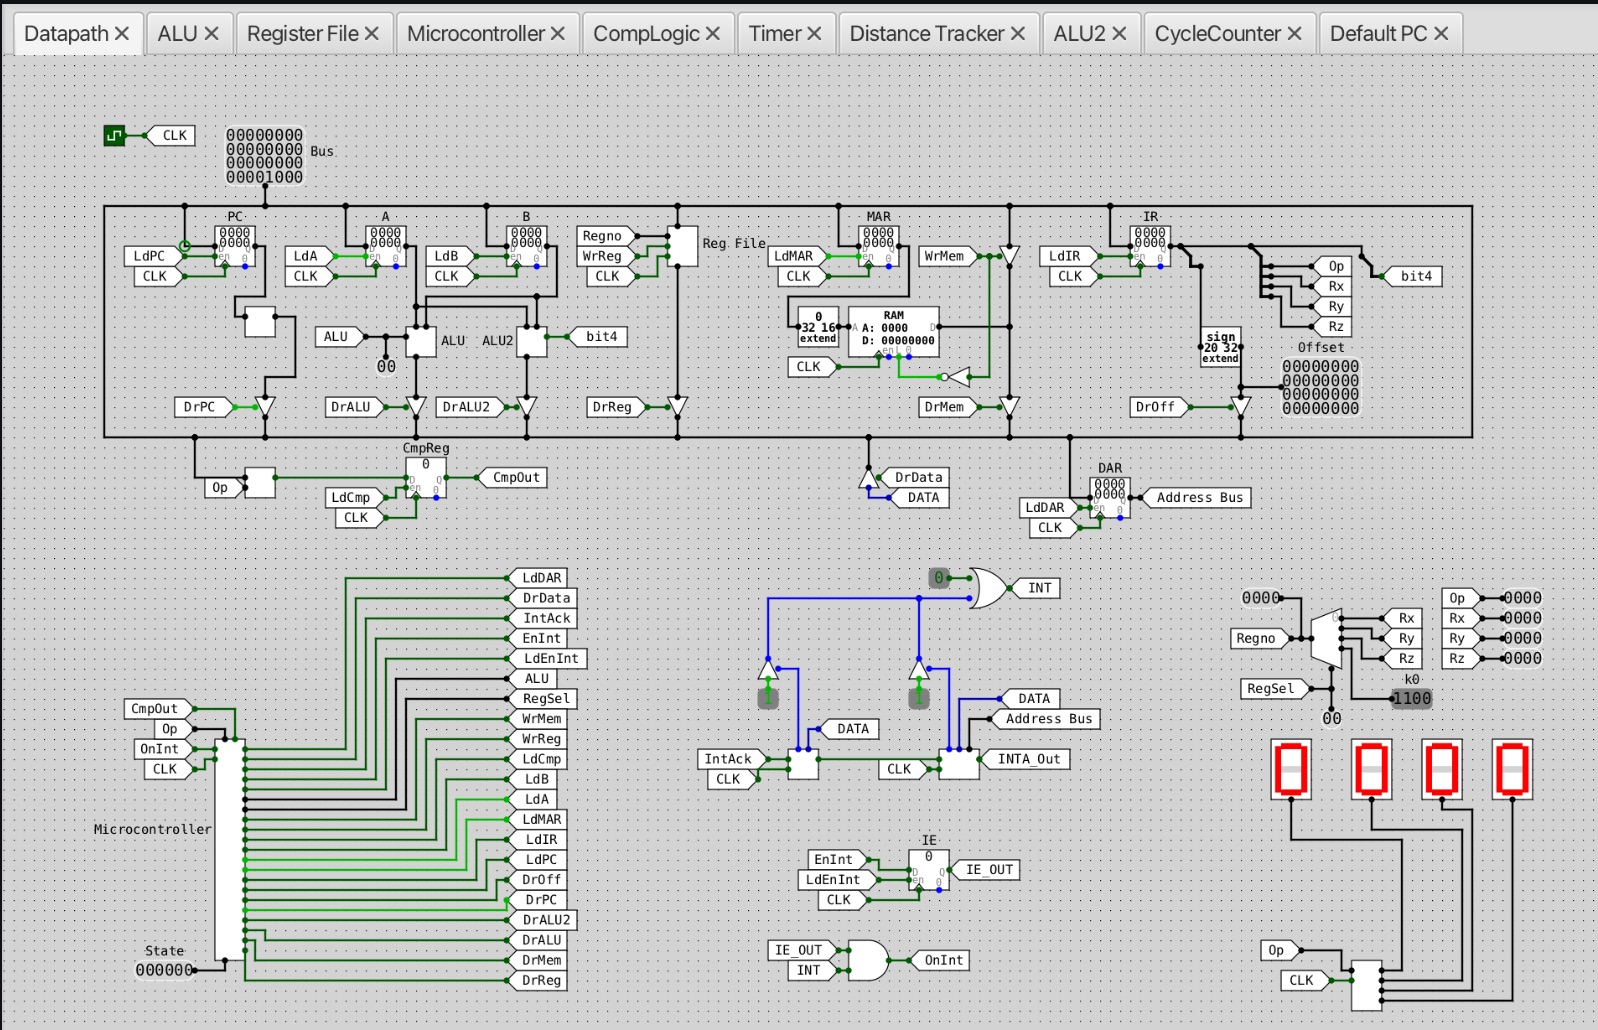 Datapath ALU Register File Microcontroller CompLogic Timer Distance Tracker ALU2 CycleCounter Default PC
CLK
00000000
00000000
00000000
00001000
Bus
PC A B MAR IR
0000 0000 0000 0000 0000
0000 0000 0000 0000 0000
LdPC LdA LdB Regno WrReg Reg File LdMAR WrMem LdIR Op
CLK CLK CLK CLK CLK CLK Rx bit4
Ry
Rz
0
32 16
extend
RAM
A: 0000
D: 00000000
ALU ALU ALU2 bit4
00
CLK
sign
20 32
extend
Offset
00000000
00000000
00000000
00000000
DrPC DrALU DrALU2 DrReg DrMem DrOff
CmpReg
0
Op LdCmp CmpOut
CLK
DrData
DATA
DAR
0000
0000
LdDAR Address Bus
CLK
LdDAR
DrData
IntAck
EnInt
LdEnInt
ALU
RegSel
WrMem
WrReg
LdCmp
LdB
LdA
LdMAR
LdIR
LdPC
DrOff
DrPC
DrALU2
DrALU
DrMem
DrReg
CmpOut
Op
OnInt
CLK
Microcontroller
State
000000
0 INT
1 1
DATA
DATA
Address Bus
IntAck
CLK
CLK
INTA_Out
IE
0
EnInt
LdEnInt
CLK
IE_OUT
IE_OUT
INT
OnInt
0000
Regno
RegSel
00
0
Rx
Ry
Rz
k0
1100
Op 0000
Rx 0000
Ry 0000
Rz 0000
0 0 0 0
Op
CLK